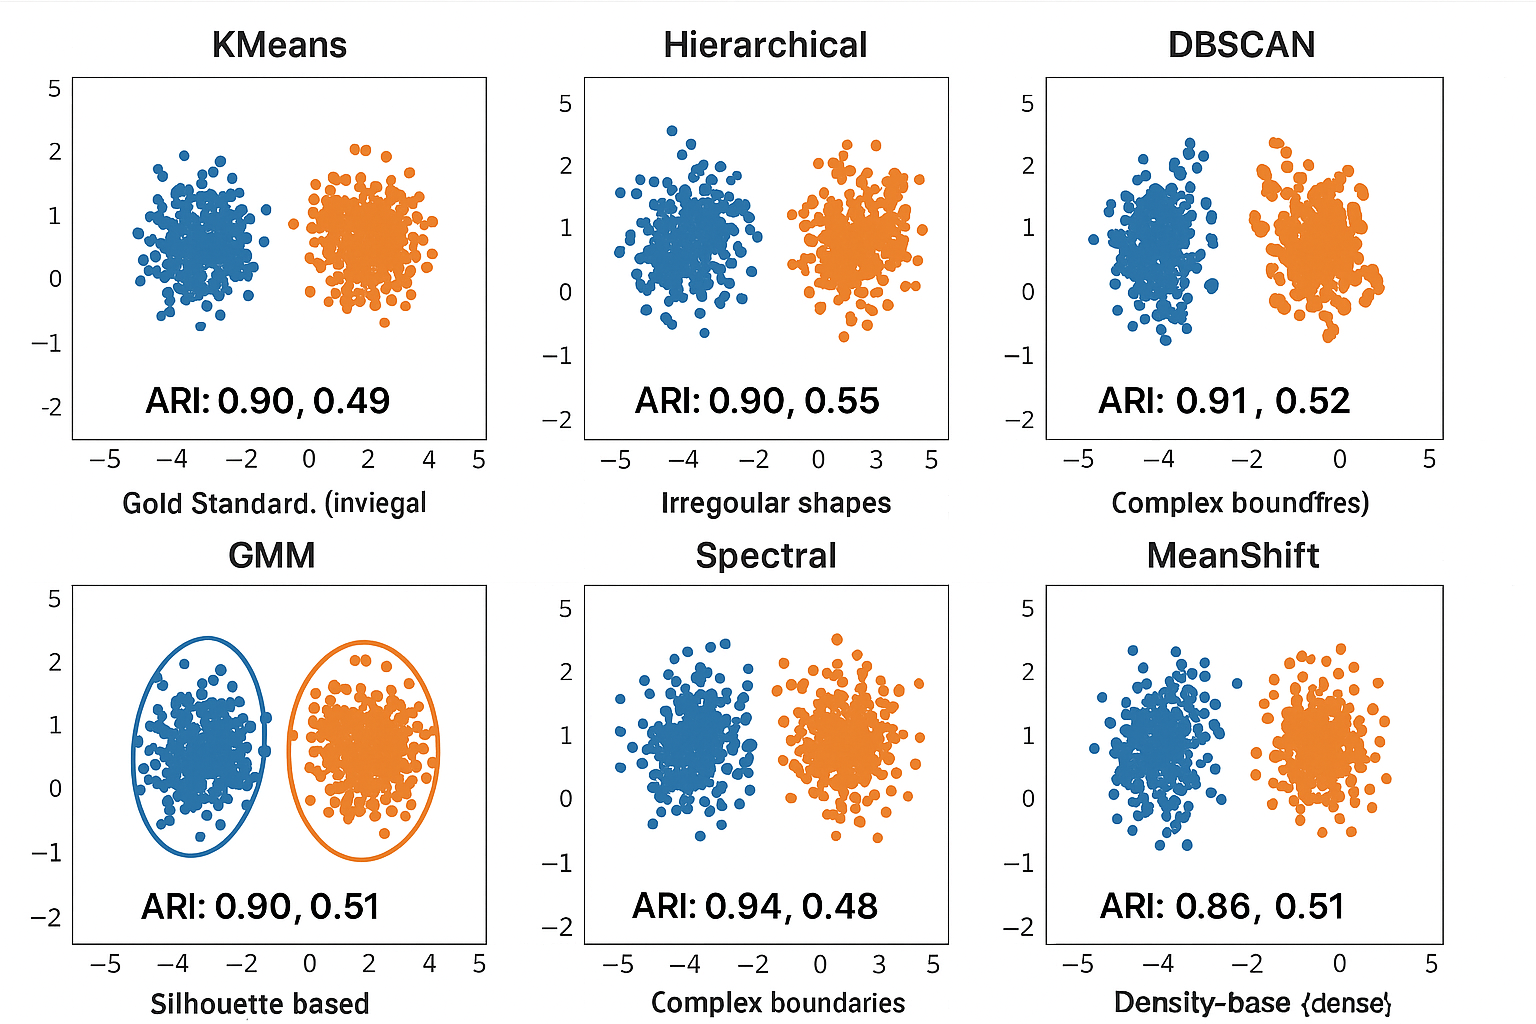 KMeans
5
2
1
0
−1
-2
ARI: 0.90, 0.49
−5 −4 −2 0 2 4 5
Gold Standard. (inviegal
Hierarchical
5
2
1
0
−1
−2
ARI: 0.90, 0.55
−5 −4 −2 0 3 5
Irregoular shapes
DBSCAN
5
2
1
0
−1
−2
ARI: 0.91, 0.52
−5 −4 −2 0 5
GMM
5
2
1
0
−1
−2
ARI: 0.90, 0.51
−5 −4 −2 0 2 4 5
Silhouette based
Spectral
5
2
1
0
−1
−2
ARI: 0.94, 0.48
−5 −4 −2 0 3 5
Complex boundaries
MeanShift
5
2
1
0
−1
−2
ARI: 0.86, 0.51
−5 −4 −2 0 5
Density-base {dense}